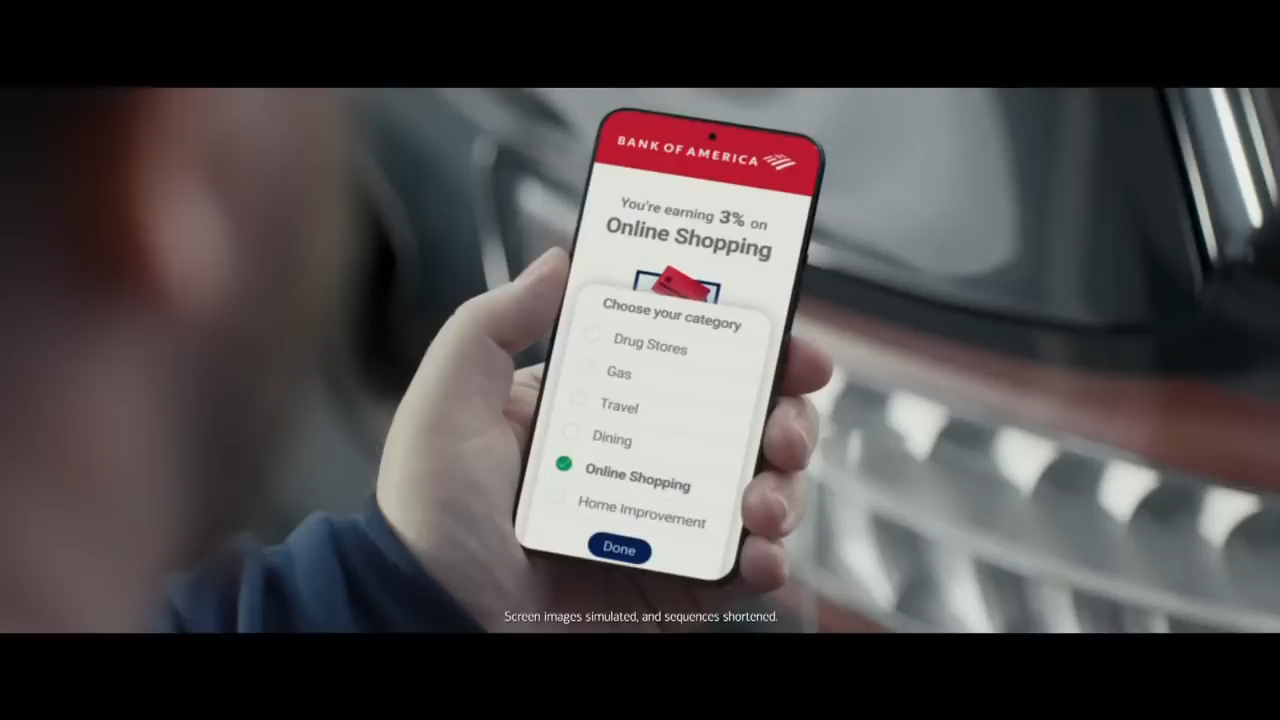 BANK OF AMERICA
You're earning 3% on
Online Shopping
Choose your category
Drug Stores
Gas
Travel
Dining
Online Shopping
Home Improvement
Done
Screen images simulated, and sequences shortened.